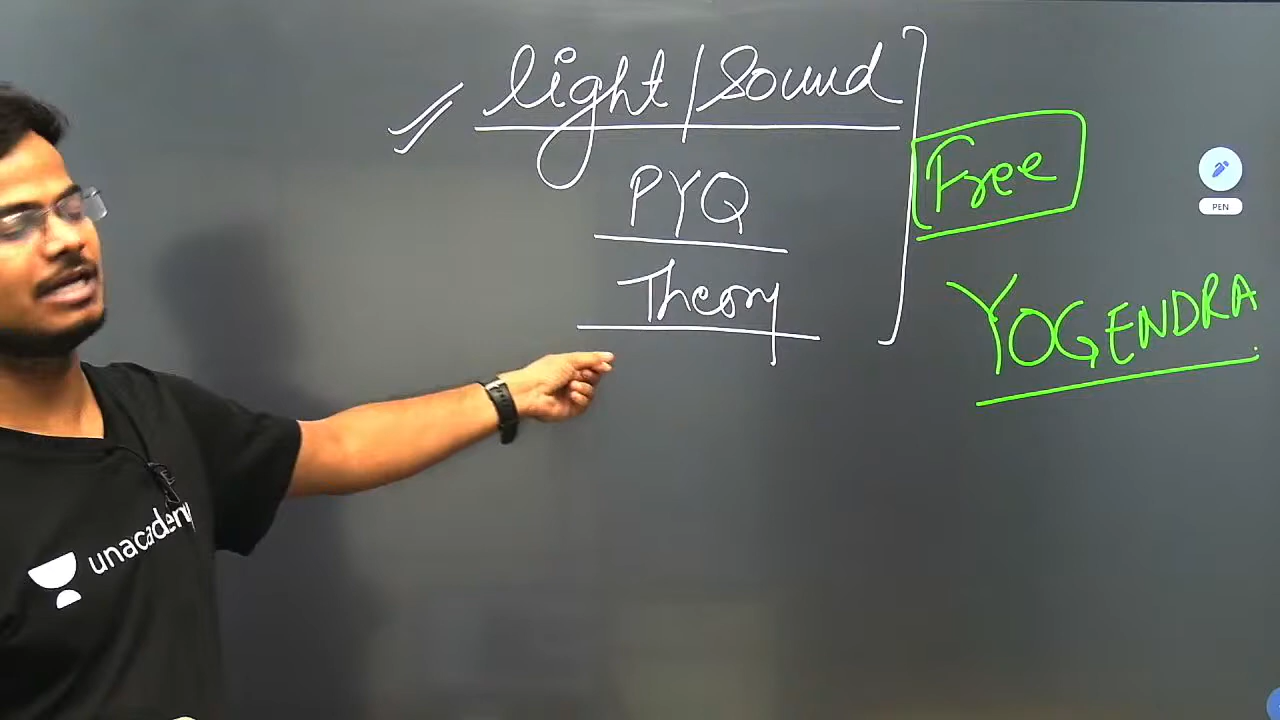 light/Sound
PYQ
Theory
Free
YOGENDRA
PEN
unacademy